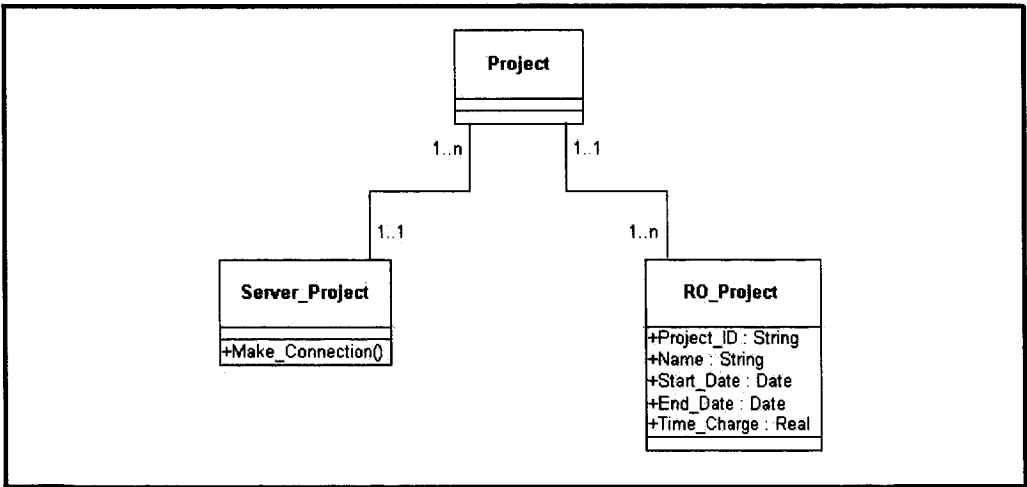 Project
1..n
1..1
1..1
1..n
Server_Project
+Make_Connection()
RO_Project
+Project_ID : String
+Name : String
+Start_Date : Date
+End_Date : Date
+Time_Charge : Real